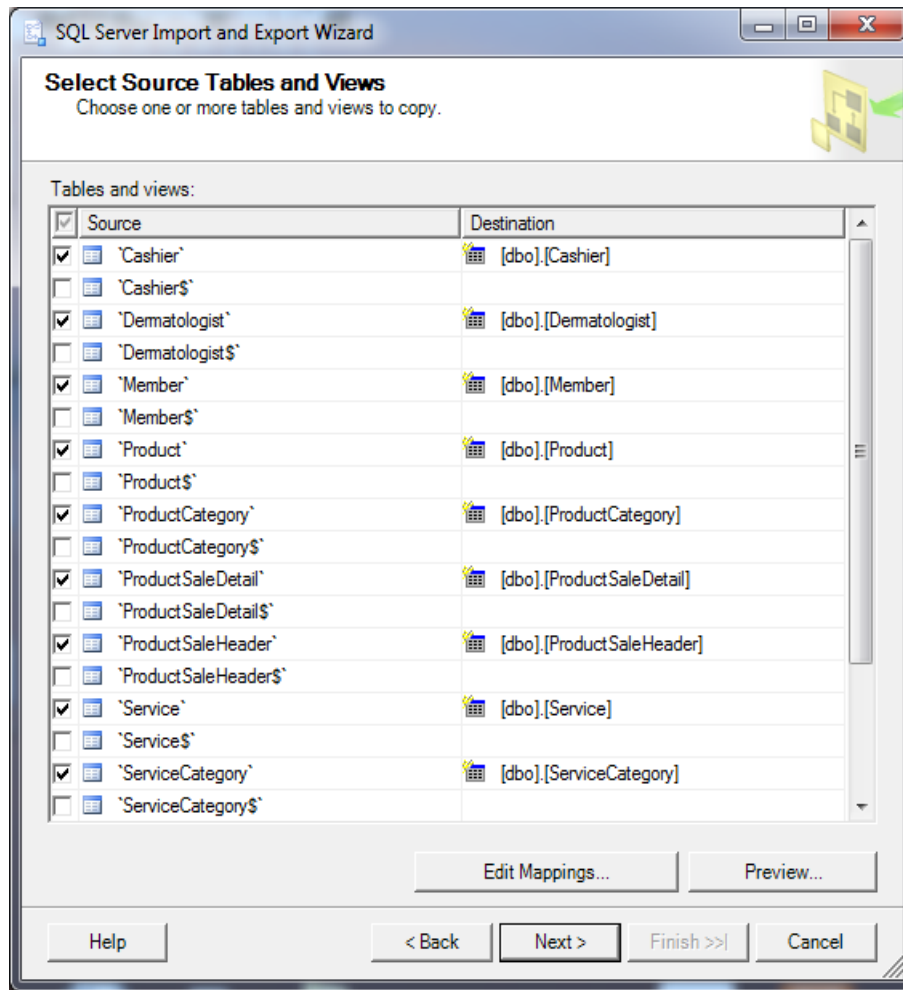 SQL Server Import and Export Wizard
Select Source Tables and Views
Choose one or more tables and views to copy.
Tables and views:
Source Destination
`Cashier` [dbo].[Cashier]
`Cashier$`
`Dermatologist` [dbo].[Dermatologist]
`Dermatologist$`
`Member` [dbo].[Member]
`Member$`
`Product` [dbo].[Product]
`Product$`
`ProductCategory` [dbo].[ProductCategory]
`ProductCategory$`
`ProductSaleDetail` [dbo].[ProductSaleDetail]
`ProductSaleDetail$`
`ProductSaleHeader` [dbo].[ProductSaleHeader]
`ProductSaleHeader$`
`Service` [dbo].[Service]
`Service$`
`ServiceCategory` [dbo].[ServiceCategory]
`ServiceCategory$`
Edit Mappings... Preview...
Help < Back Next > Finish >>| Cancel